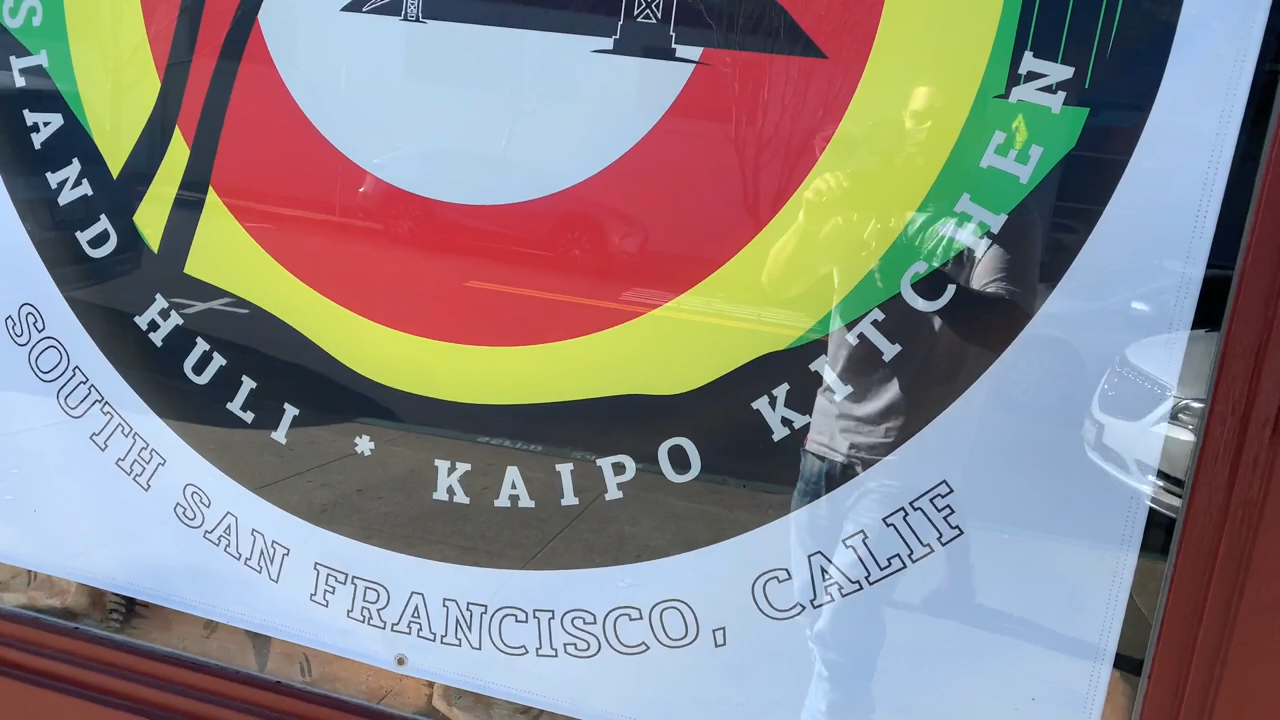 SLAND HULI * KAIPO KITCHEN
SOUTH SAN FRANCISCO, CALIF